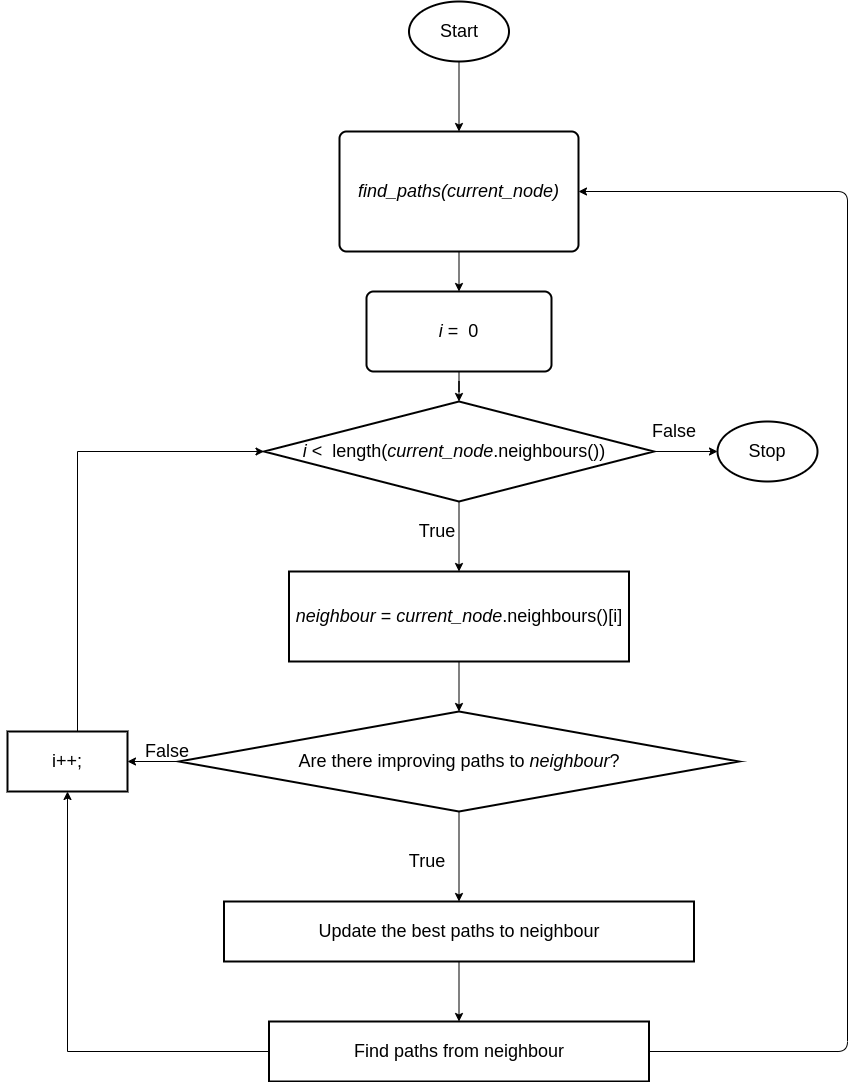 Start
find_paths(current_node)
i = 0
i < length(current_node.neighbours())
False
Stop
True
neighbour = current_node.neighbours()[i]
i++;
False
Are there improving paths to neighbour?
True
Update the best paths to neighbour
Find paths from neighbour